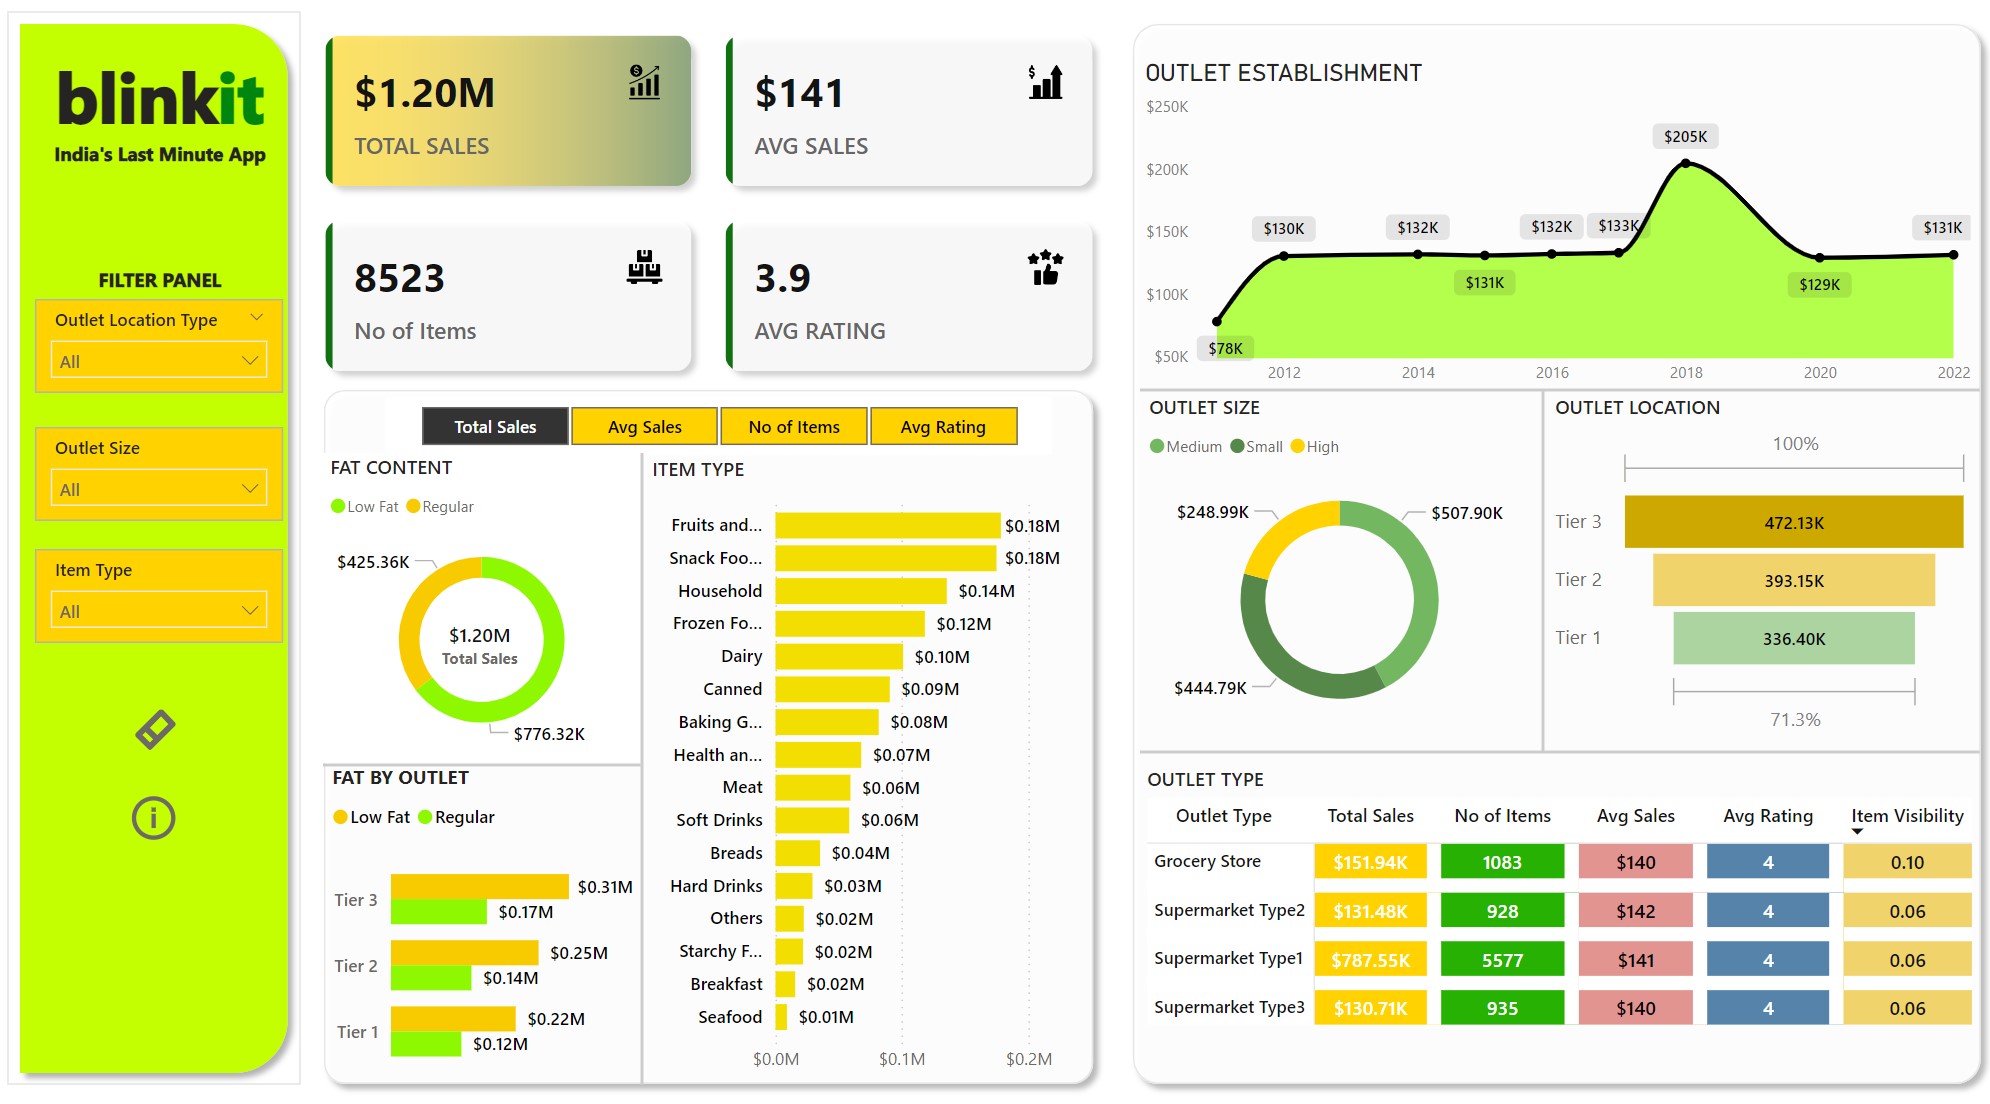 blinkit
India's Last Minute App
FILTER PANEL
Outlet Location Type
All
Outlet Size
All
Item Type
All
$1.20M
TOTAL SALES
$141
AVG SALES
8523
No of Items
3.9
AVG RATING
Total Sales Avg Sales No of Items Avg Rating
FAT CONTENT
Low Fat Regular
$425.36K
$1.20M
Total Sales
$776.32K
FAT BY OUTLET
Low Fat Regular
Tier 3 $0.31M
$0.17M
Tier 2 $0.25M
$0.14M
Tier 1 $0.22M
$0.12M
ITEM TYPE
Fruits and... $0.18M
Snack Foo... $0.18M
Household $0.14M
Frozen Fo... $0.12M
Dairy $0.10M
Canned $0.09M
Baking G... $0.08M
Health an... $0.07M
Meat $0.06M
Soft Drinks $0.06M
Breads $0.04M
Hard Drinks $0.03M
Others $0.02M
Starchy F... $0.02M
Breakfast $0.02M
Seafood $0.01M
$0.0M $0.1M $0.2M
OUTLET ESTABLISHMENT
$250K
$200K
$150K
$100K
$50K
$78K $130K $132K $131K $132K $133K $205K $129K $131K
2012 2014 2016 2018 2020 2022
OUTLET SIZE
Medium Small High
$248.99K $507.90K
$444.79K
OUTLET LOCATION
100%
Tier 3 472.13K
Tier 2 393.15K
Tier 1 336.40K
71.3%
OUTLET TYPE
Outlet Type Total Sales No of Items Avg Sales Avg Rating Item Visibility
Grocery Store $151.94K 1083 $140 4 0.10
Supermarket Type2 $131.48K 928 $142 4 0.06
Supermarket Type1 $787.55K 5577 $141 4 0.06
Supermarket Type3 $130.71K 935 $140 4 0.06